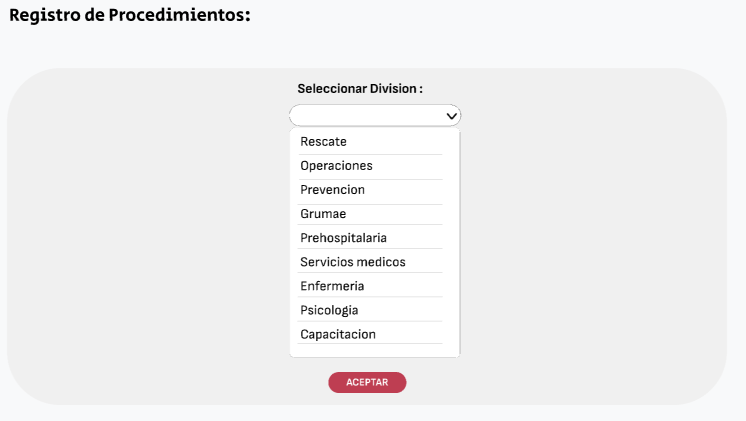 Registro de Procedimientos:
Seleccionar Division :
Rescate
Operaciones
Prevencion
Grumae
Prehospitalaria
Servicios medicos
Enfermeria
Psicologia
Capacitacion
ACEPTAR